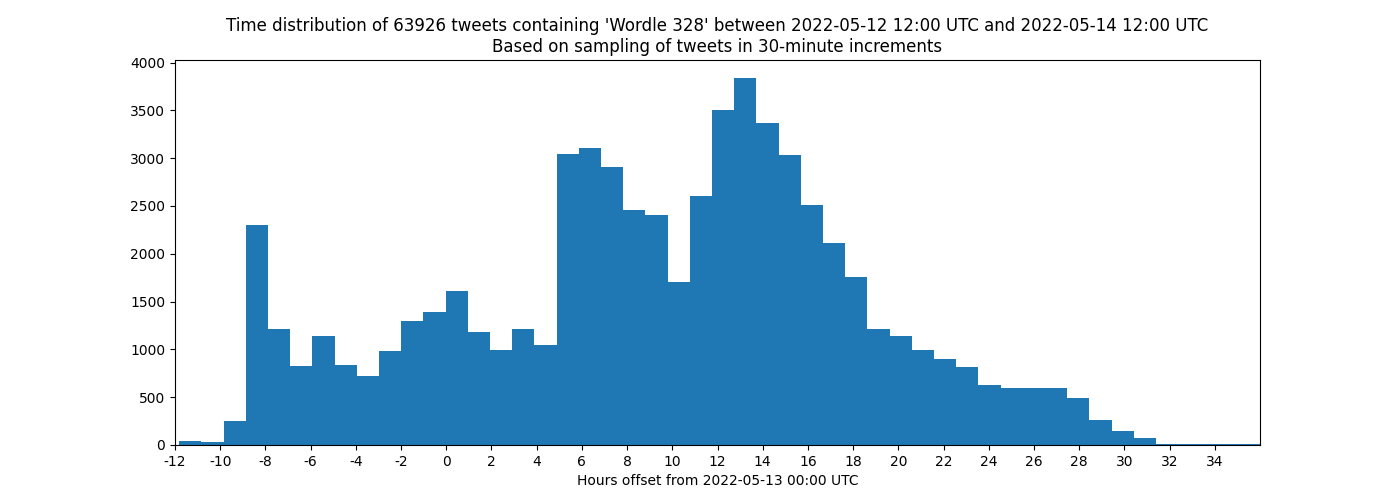 Time distribution of 63926 tweets containing 'Wordle 328' between 2022-05-12 12:00 UTC and 2022-05-14 12:00 UTC
Based on sampling of tweets in 30-minute increments
4000
3500
3000
2500
2000
1500
1000
500
0
-12 -10 -8 -6 -4 -2 0 2 4 6 8 10 12 14 16 18 20 22 24 26 28 30 32 34
Hours offset from 2022-05-13 00:00 UTC